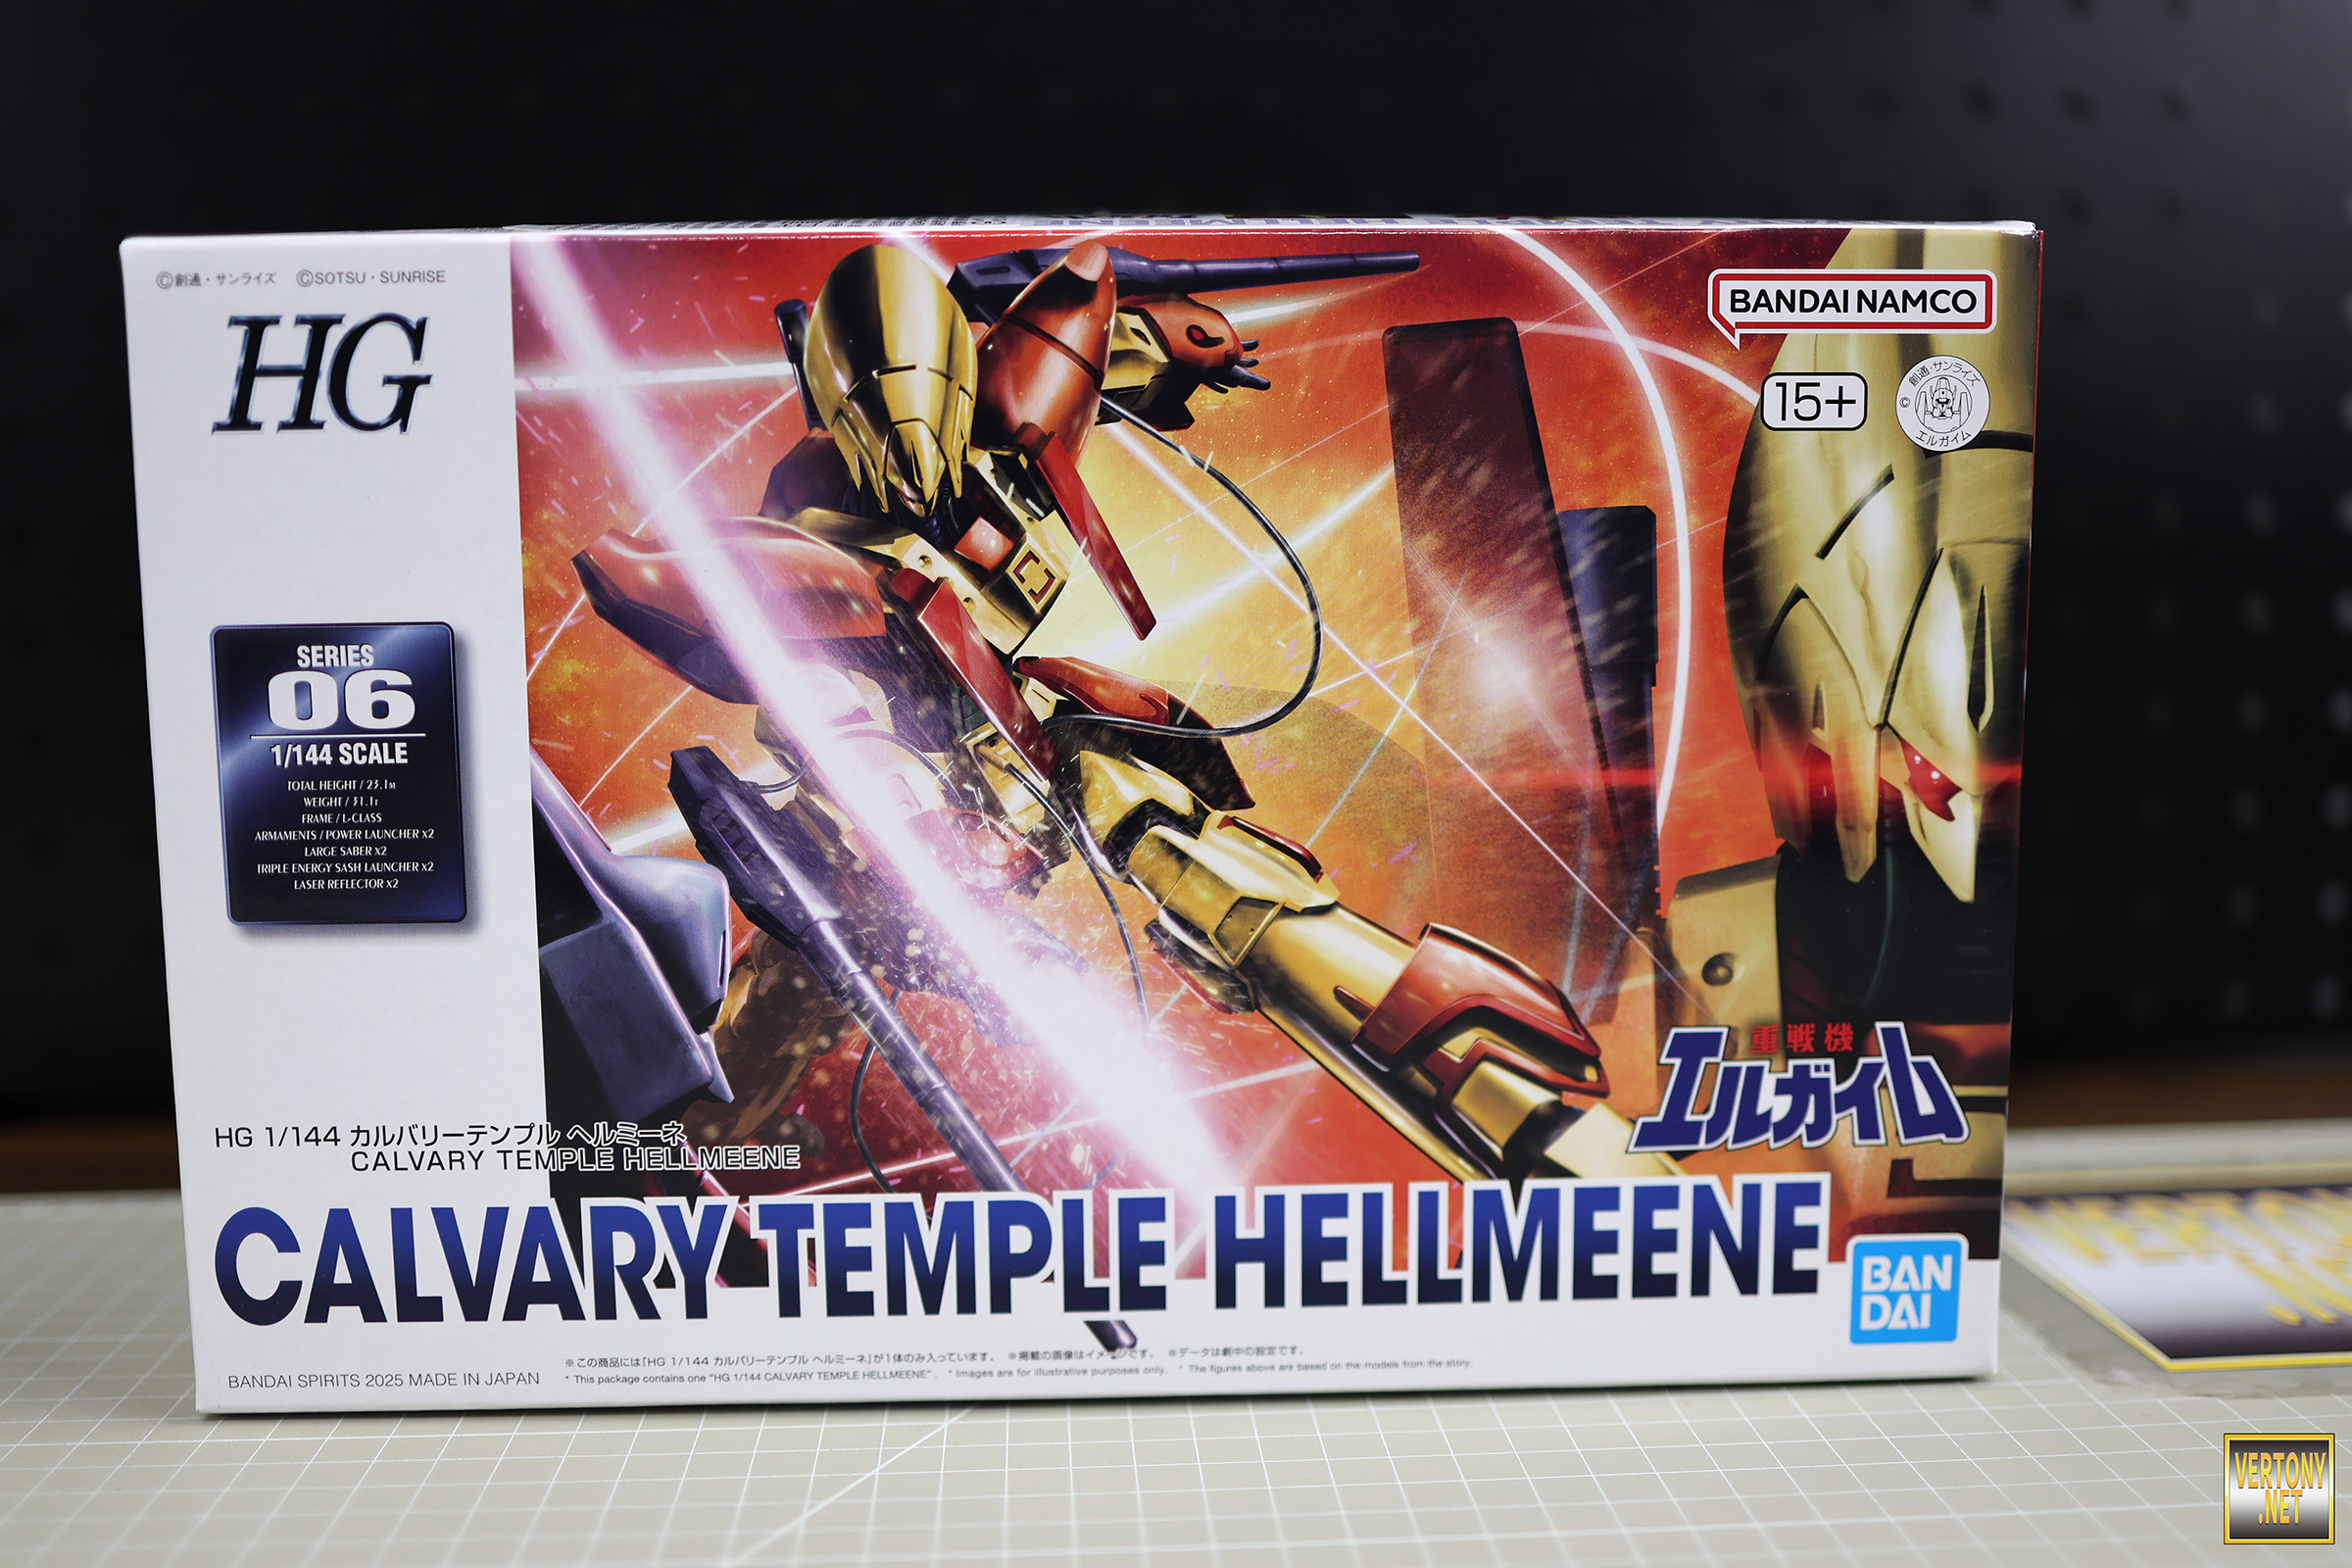 ©創通・サンライズ ©SOTSU・SUNRISE
HG
BANDAI NAMCO
15+
創通・サンライズ
©
エルガイム
SERIES
06
1/144 SCALE
TOTAL HEIGHT / 23.1M
WEIGHT / 31.1T
FRAME / L-CLASS
ARMAMENTS / POWER LAUNCHER X2
LARGE SABER X2
TRIPLE ENERGY SASH LAUNCHER X2
LASER REFLECTOR X2
重戦機
エルガイム
HG 1/144 カルバリーテンプル ヘルミーネ
CALVARY TEMPLE HELLMEENE
CALVARY TEMPLE HELLMEENE
BAN
DAI
※この商品には「HG 1/144 カルバリーテンプル ヘルミーネ」が1体のみ入っています。 ※掲載の画像はイメージです。 ※データは劇中の設定です。
* This package contains one "HG 1/144 CALVARY TEMPLE HELLMEENE". * Images are for illustrative purposes only. * The figures above are based on the models from the story.
BANDAI SPIRITS 2025 MADE IN JAPAN
VERTONY
.NET